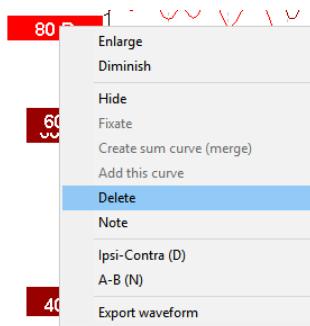 80
Enlarge
Diminish
Hide
60
Fixate
Create sum curve (merge)
Add this curve
Delete
Note
Ipsi-Contra (D)
A-B (N)
40
Export waveform